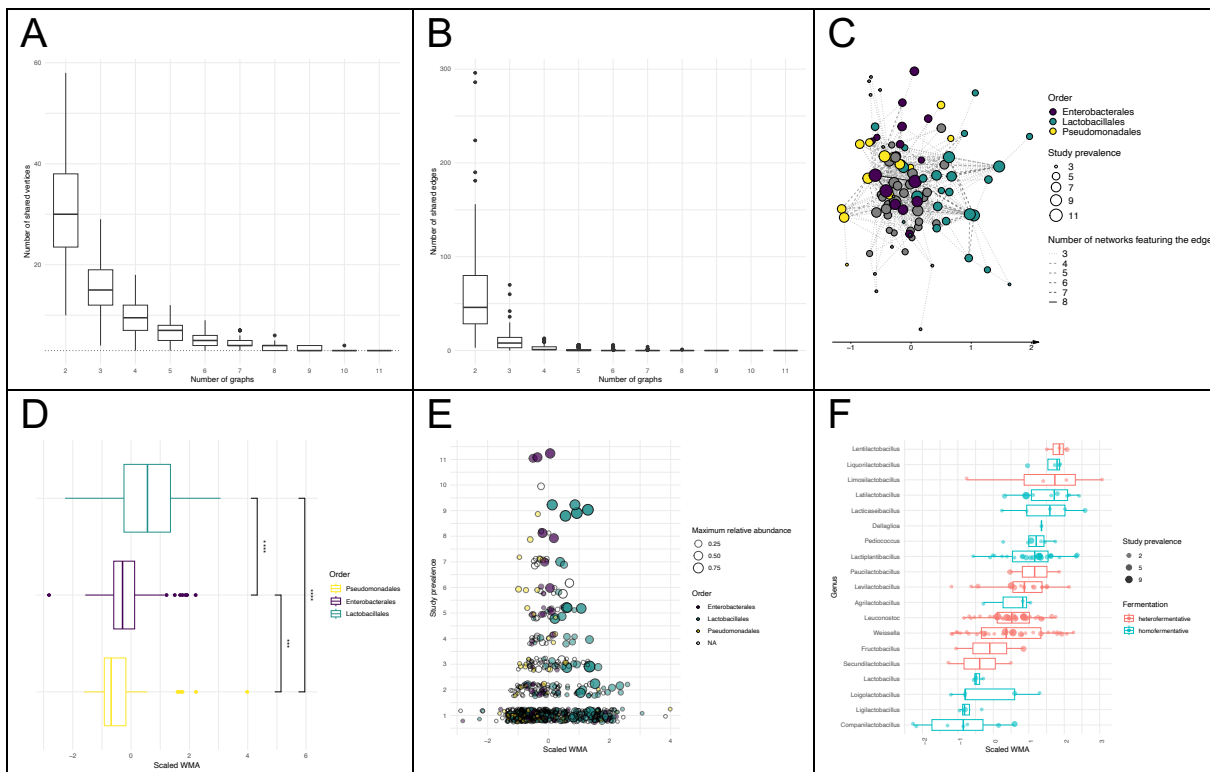 A
60
40
20
Number of shared vertices
2 3 4 5 6 7 8 9 10 11
Number of graphs
B
300
200
100
0
Number of shared edges
2 3 4 5 6 7 8 9 10 11
Number of graphs
C
Order
Enterobacterales
Lactobacillales
Pseudomonadales
Study prevalence
3
5
7
9
11
Number of networks featuring the edge
3
4
5
6
7
8
−1 0 1 2
D
****
****
***
Order
Pseudomonadales
Enterobacterales
Lactobacillales
−2 0 2 4 6
Scaled WMA
E
11
10
9
8
7
6
5
4
3
2
1
Study prevalence
−2 0 2 4
Scaled WMA
Maximum relative abundance
0.25
0.50
0.75
Order
Enterobacterales
Lactobacillales
Pseudomonadales
NA
F
Lentilactobacillus
Liquorilactobacillus
Limosilactobacillus
Latilactobacillus
Lacticaseibacillus
Dellaglioa
Pediococcus
Lactiplantibacillus
Paucilactobacillus
Levilactobacillus
Agrilactobacillus
Leuconostoc
Weissella
Fructobacillus
Secundilactobacillus
Lactobacillus
Loigolactobacillus
Ligilactobacillus
Companilactobacillus
Genus
−2 −1 0 1 2 3
Scaled WMA
Study prevalence
2
5
9
Fermentation
heterofermentative
homofermentative